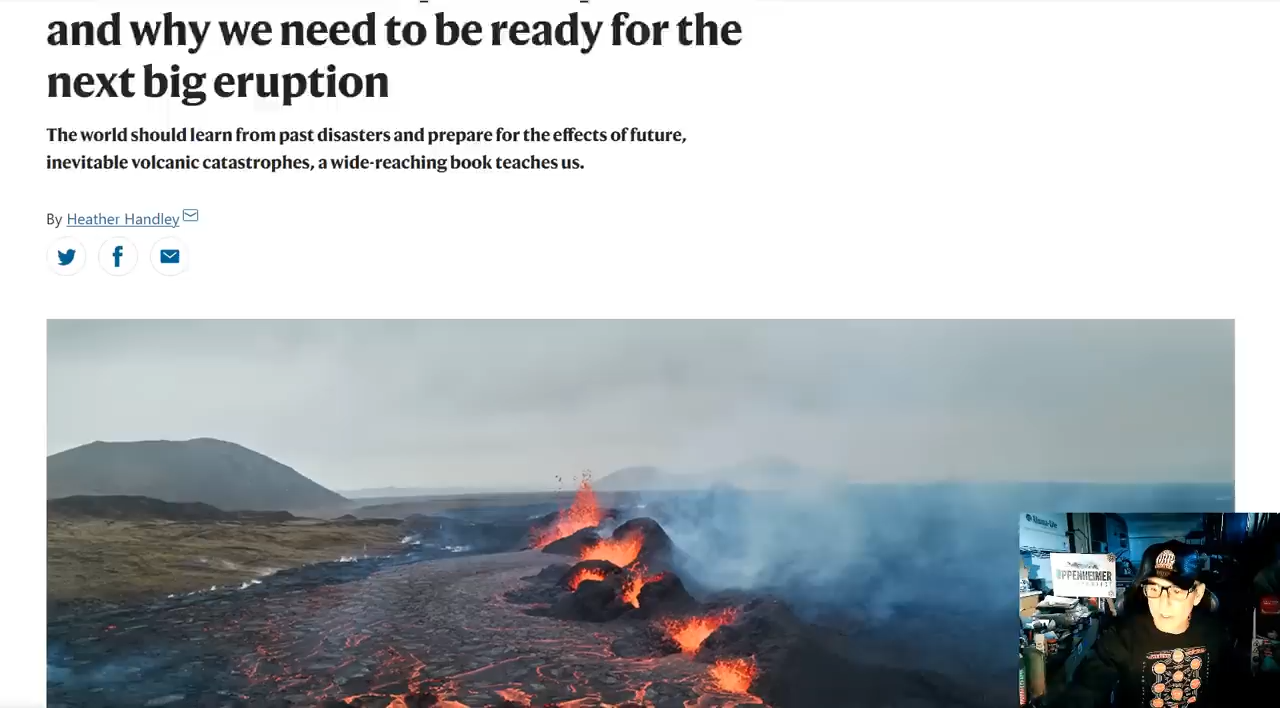 and why we need to be ready for the
next big eruption
The world should learn from past disasters and prepare for the effects of future,
inevitable volcanic catastrophes, a wide-reaching book teaches us.
By Heather Handley
OPPENHEIMER